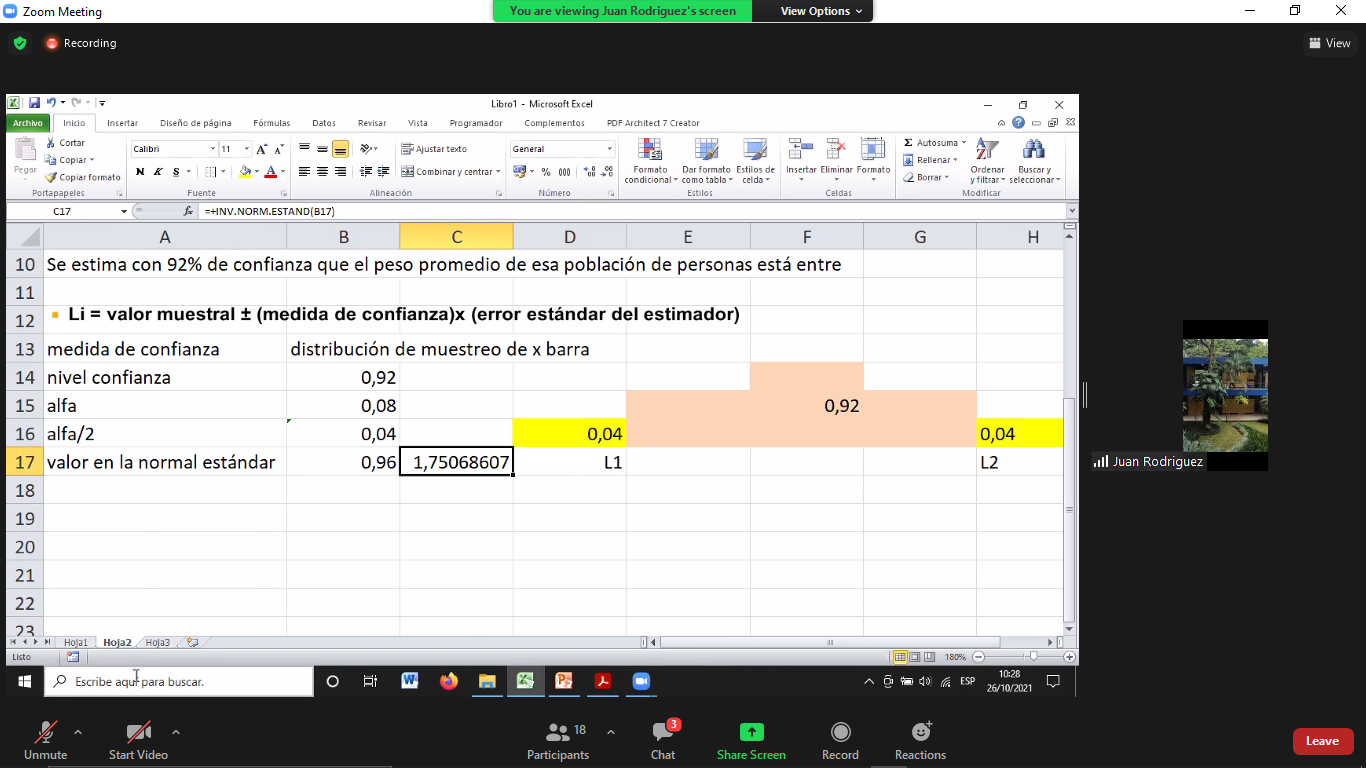 Zoom Meeting
You are viewing Juan Rodriguez's screen
View Options
Recording
View
Libro1 - Microsoft Excel
Archivo Inicio Insertar Diseño de página Fórmulas Datos Revisar Vista Programador Complementos PDF Architect 7 Creator
Pegar
Cortar
Copiar
Copiar formato
Portapapeles
Calibri 11
N K S
Fuente
Ajustar texto
Combinar y centrar
Alineación
General
% 000
Número
Formato condicional
Dar formato como tabla
Estilos de celda
Estilos
Insertar Eliminar Formato
Celdas
Autosuma
Rellenar
Borrar
Ordenar y filtrar
Buscar y seleccionar
Modificar
C17 fx =+INV.NORM.ESTAND(B17)
A B C D E F G H
10 Se estima con 92% de confianza que el peso promedio de esa población de personas está entre
11
12 Li = valor muestral ± (medida de confianza)x (error estándar del estimador)
13 medida de confianza distribución de muestreo de x barra
14 nivel confianza 0,92
15 alfa 0,08 0,92
16 alfa/2 0,04 0,04 0,04
17 valor en la normal estándar 0,96 1,75068607 L1 L2
18
19
20
21
22
23
Hoja1 Hoja2 Hoja3
Listo 180%
Escribe aquí para buscar.
ESP
10:28
26/10/2021
Juan Rodriguez
Unmute
Start Video
Participants 18
Chat 3
Share Screen
Record
Reactions
Leave